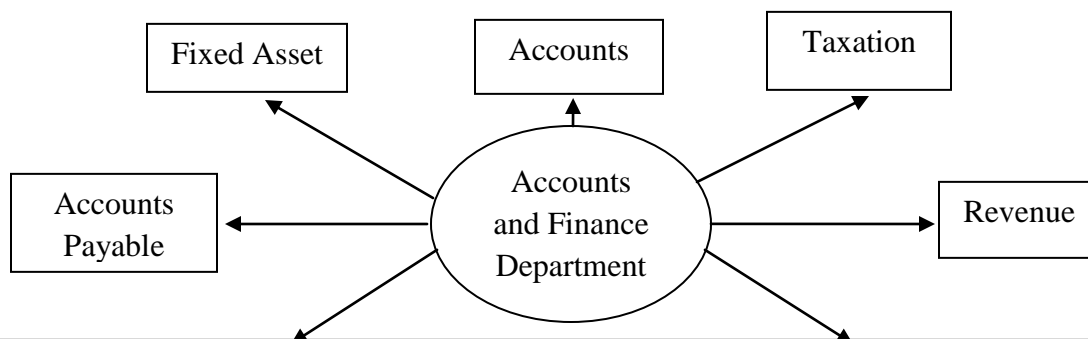 Fixed Asset
Accounts
Taxation
Accounts
Payable
Accounts
and Finance
Department
Revenue